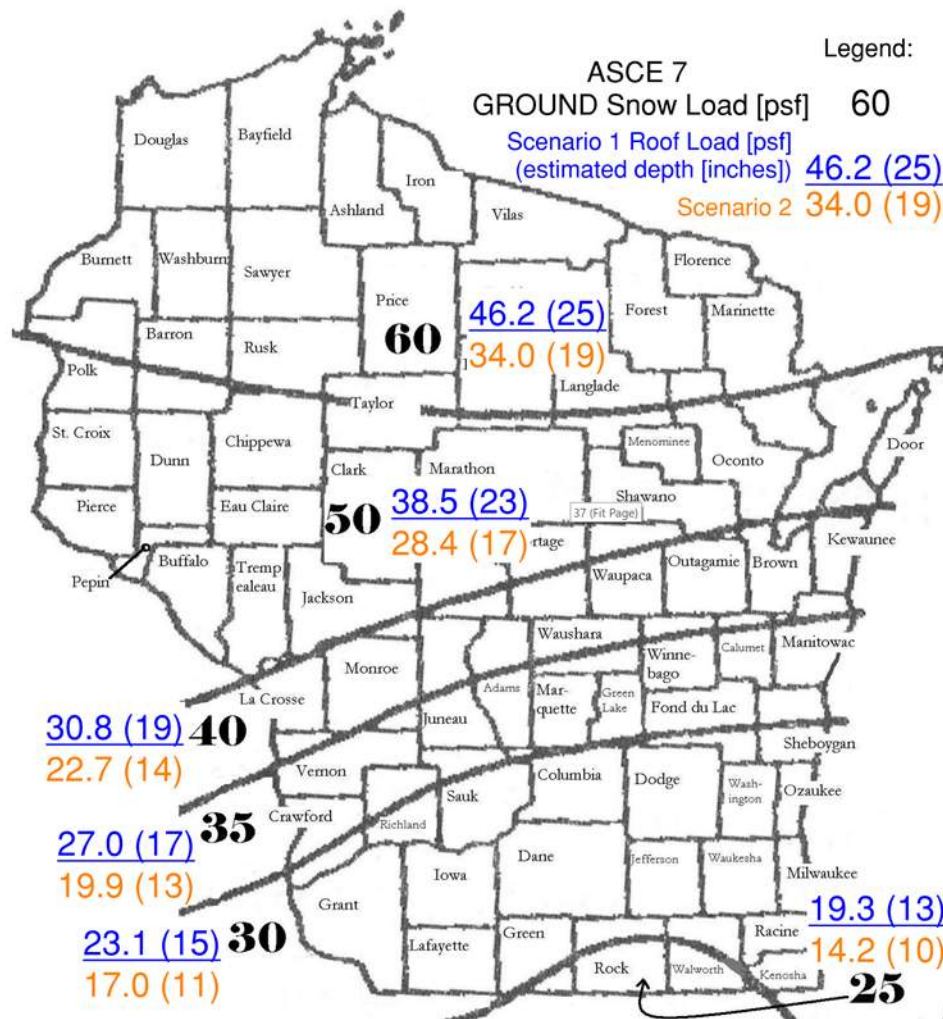 Legend:
ASCE 7
GROUND Snow Load [psf] 60
Scenario 1 Roof Load [psf]
(estimated depth [inches]) 46.2 (25)
Scenario 2 34.0 (19)
Douglas
Bayfield
Iron
Ashland
Vilas
Burnett
Washburn
Sawyer
Florence
Price
Forest
Marinette
60
46.2 (25)
34.0 (19)
Barron
Rusk
Polk
Taylor
Langlade
St. Croix
Dunn
Chippewa
Clark
Marathon
Menominee
Oconto
Door
Pierce
Eau Claire
50
38.5 (23)
28.4 (17)
Shawano
37 (Fit Page)
rtage
Pepin
Buffalo
Tremp
ealeau
Jackson
Waupaca
Outagamie
Brown
Kewaunee
Monroe
Waushara
Winne-
bago
Calumet
Manitowoc
La Crosse
Juneau
Adams
Mar-
quette
Green
Lake
Fond du Lac
Sheboygan
30.8 (19)
22.7 (14)
40
Vernon
Columbia
Dodge
Wash-
ington
Ozaukee
Sauk
Crawford
Richland
35
27.0 (17)
19.9 (13)
Dane
Jefferson
Waukesha
Milwaukee
Iowa
Grant
30
23.1 (15)
17.0 (11)
Lafayette
Green
Rock
Walworth
Racine
Kenosha
19.3 (13)
14.2 (10)
25